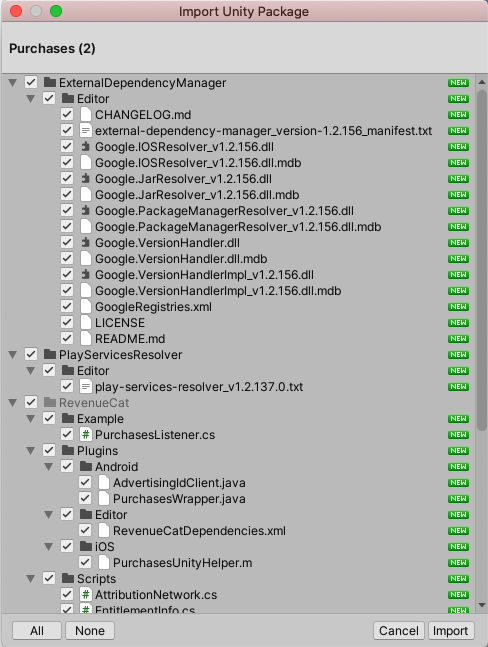 Import Unity Package
Purchases (2)
ExternalDependencyManager NEW
Editor NEW
CHANGELOG.md NEW
external-dependency-manager_version-1.2.156_manifest.txt NEW
Google.IOSResolver_v1.2.156.dll NEW
Google.IOSResolver_v1.2.156.dll.mdb NEW
Google.JarResolver_v1.2.156.dll NEW
Google.JarResolver_v1.2.156.dll.mdb NEW
Google.PackageManagerResolver_v1.2.156.dll NEW
Google.PackageManagerResolver_v1.2.156.dll.mdb NEW
Google.VersionHandler.dll NEW
Google.VersionHandler.dll.mdb NEW
Google.VersionHandlerImpl_v1.2.156.dll NEW
Google.VersionHandlerImpl_v1.2.156.dll.mdb NEW
GoogleRegistries.xml NEW
LICENSE NEW
README.md NEW
PlayServicesResolver NEW
Editor NEW
play-services-resolver_v1.2.137.0.txt NEW
RevenueCat NEW
Example NEW
# PurchasesListener.cs NEW
Plugins NEW
Android NEW
AdvertisingIdClient.java NEW
PurchasesWrapper.java NEW
Editor NEW
RevenueCatDependencies.xml NEW
iOS NEW
PurchasesUnityHelper.m NEW
Scripts NEW
# AttributionNetwork.cs NEW
# EntitlementInfo.cs NEW
All None Cancel Import